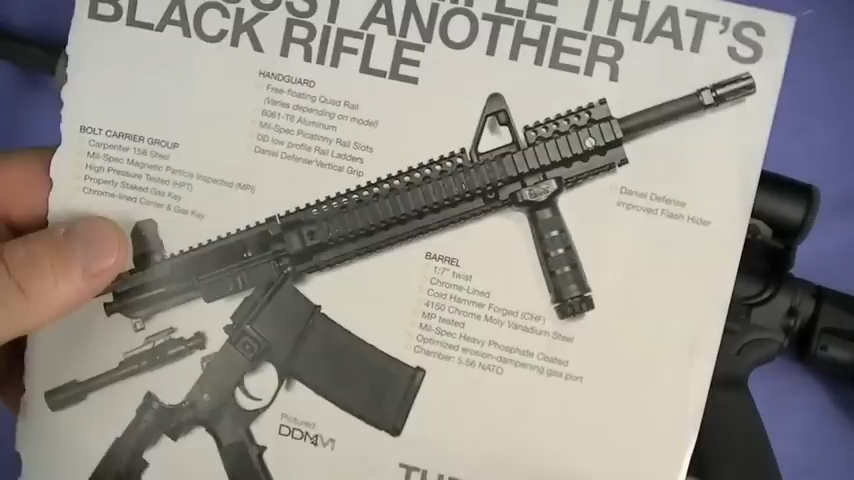 JUST ANOTHER RIFLE THAT'S
BLACK RIFLE
HANDGUARD
Free-floating Quad Rail
(Varies depending on model)
6061-T6 Aluminum
Mil-Spec Picatinny Rail Slots
DD low profile Rail Ladders
Daniel Defense Vertical Grip
BOLT CARRIER GROUP
Carpenter 158 Steel
Mil-Spec Magnetic Particle Inspected (MPI)
High Pressure Tested (HPT)
Properly Staked Gas Key
Chrome-lined Carrier & Gas Key
Daniel Defense
improved Flash Hider
BARREL
1:7" twist
Chrome-Lined
Cold Hammer Forged (CHF)
4150 Chrome Moly Vanadium Steel
MP tested
Mil-Spec Heavy Phosphate Coated
Optimized erosion-dampening gas port
Chamber: 5.56 NATO
Pictured:
DDM4V1